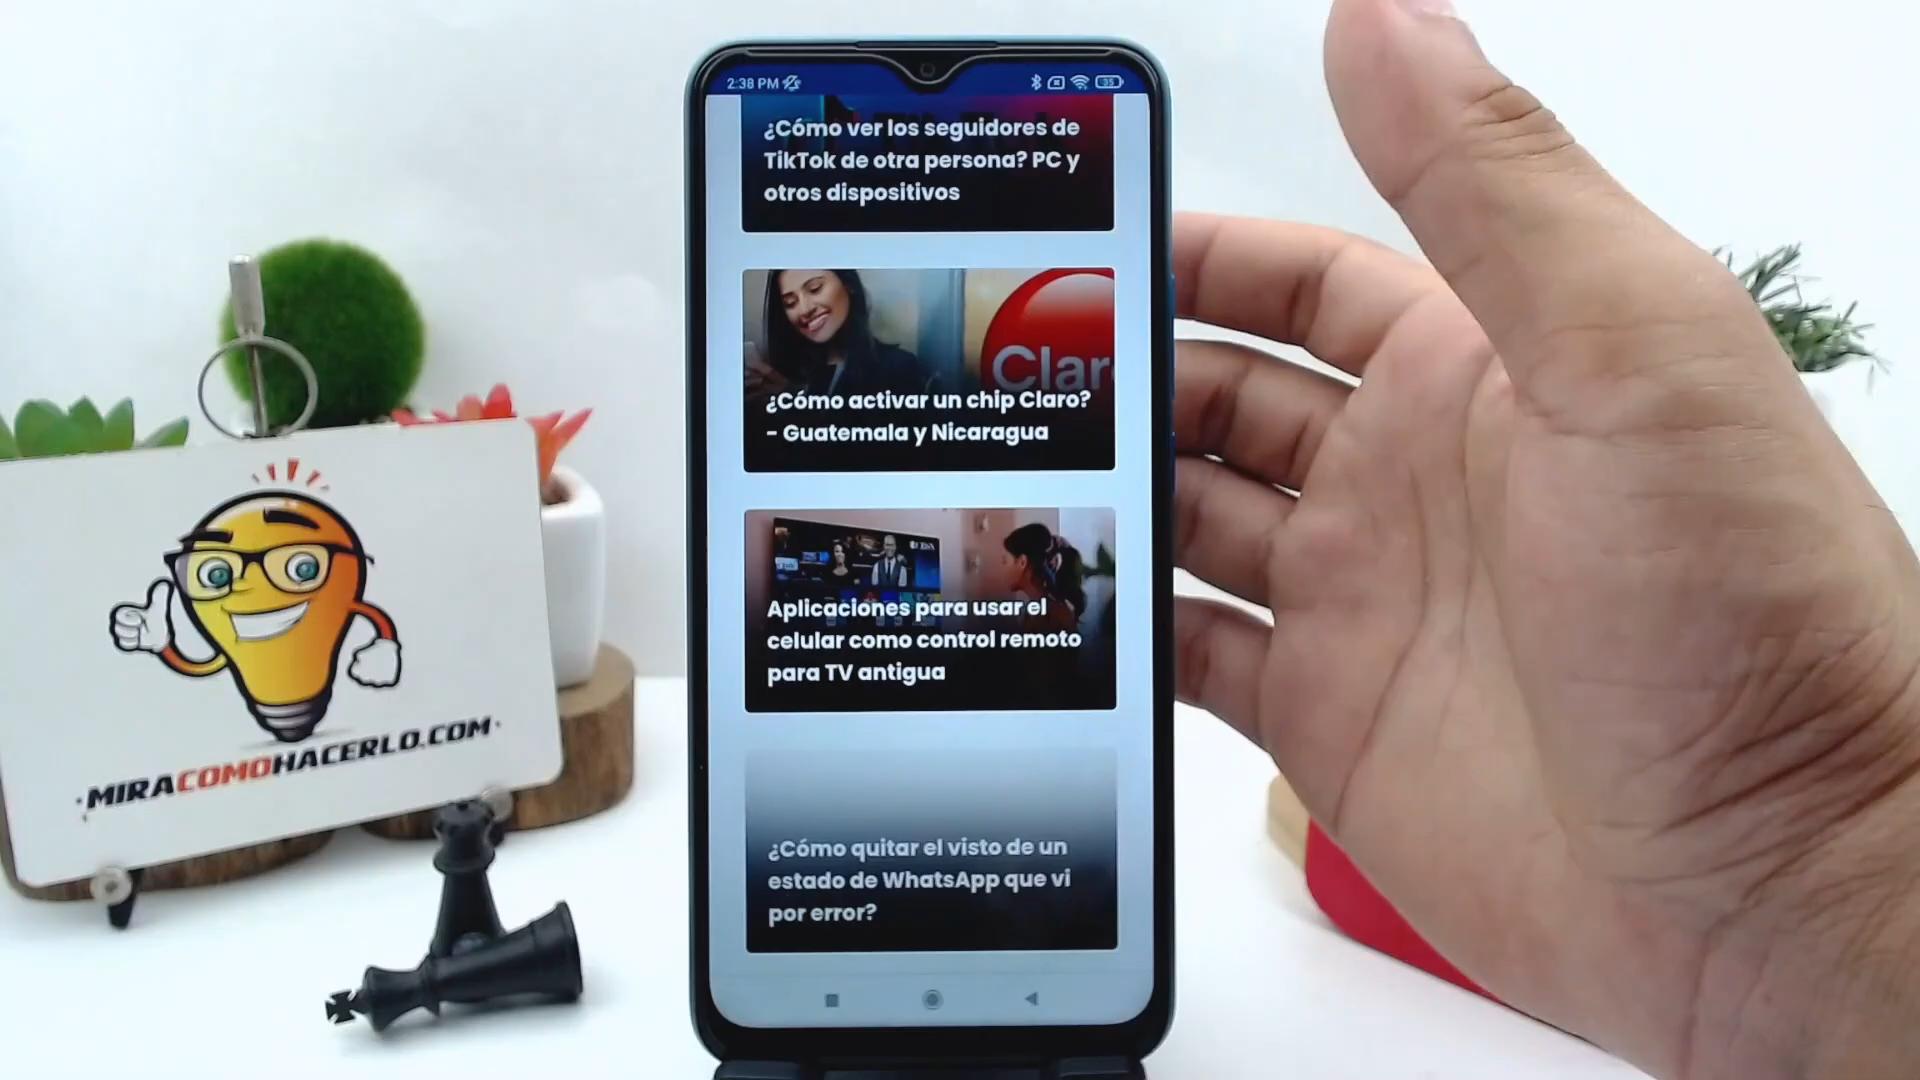 2:38 PM
35
¿Cómo ver los seguidores de
TikTok de otra persona? PC y
otros dispositivos
Claro
¿Cómo activar un chip Claro?
- Guatemala y Nicaragua
Aplicaciones para usar el
celular como control remoto
para TV antigua
¿Cómo quitar el visto de un
estado de WhatsApp que vi
por error?
·MIRACOMOHACERLO.COM·